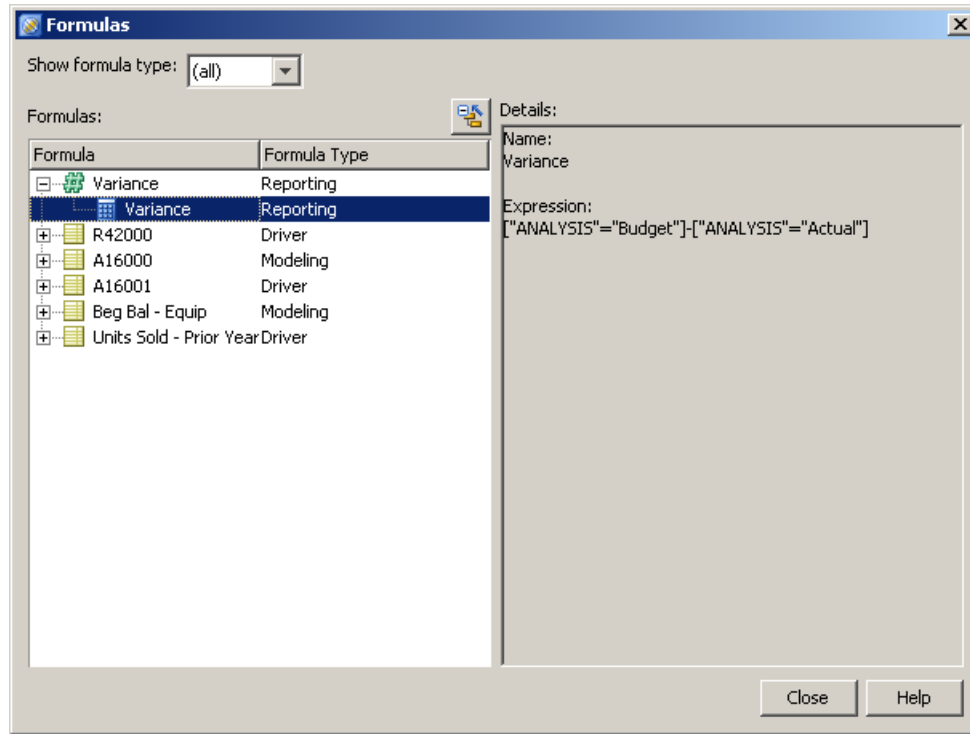 Formulas
Show formula type: (all)
Formulas:
Formula Formula Type
Variance Reporting
Variance Reporting
R42000 Driver
A16000 Modeling
A16001 Driver
Beg Bal - Equip Modeling
Units Sold - Prior Year Driver
Details:
Name:
Variance
Expression:
["ANALYSIS"="Budget"]-["ANALYSIS"="Actual"]
Close Help